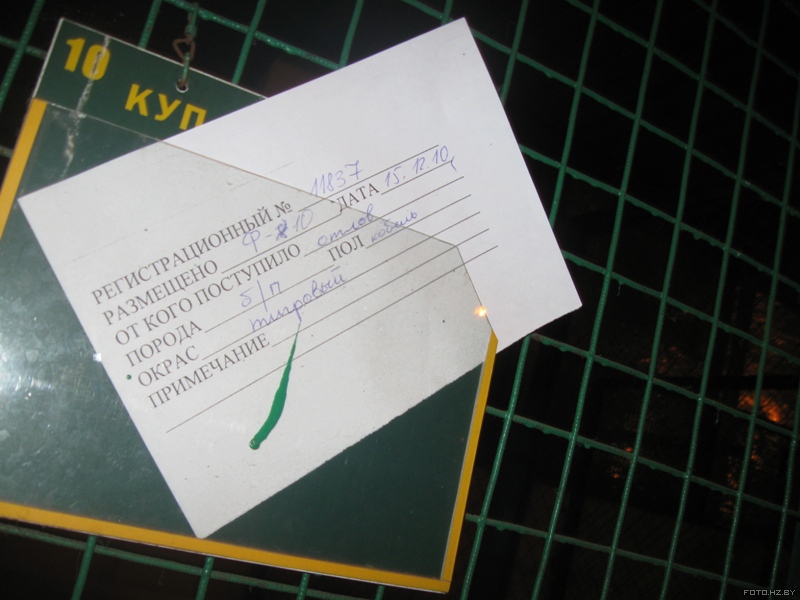 10
КУП
РЕГИСТРАЦИОННЫЙ № 11837
РАЗМЕЩЕНО Ф-10 ДАТА 15.12.10
ОТ КОГО ПОСТУПИЛО отлов
ПОРОДА б/п ПОЛ кобель
ОКРАС тигровый
ПРИМЕЧАНИЕ
FOTO.HZ.BY